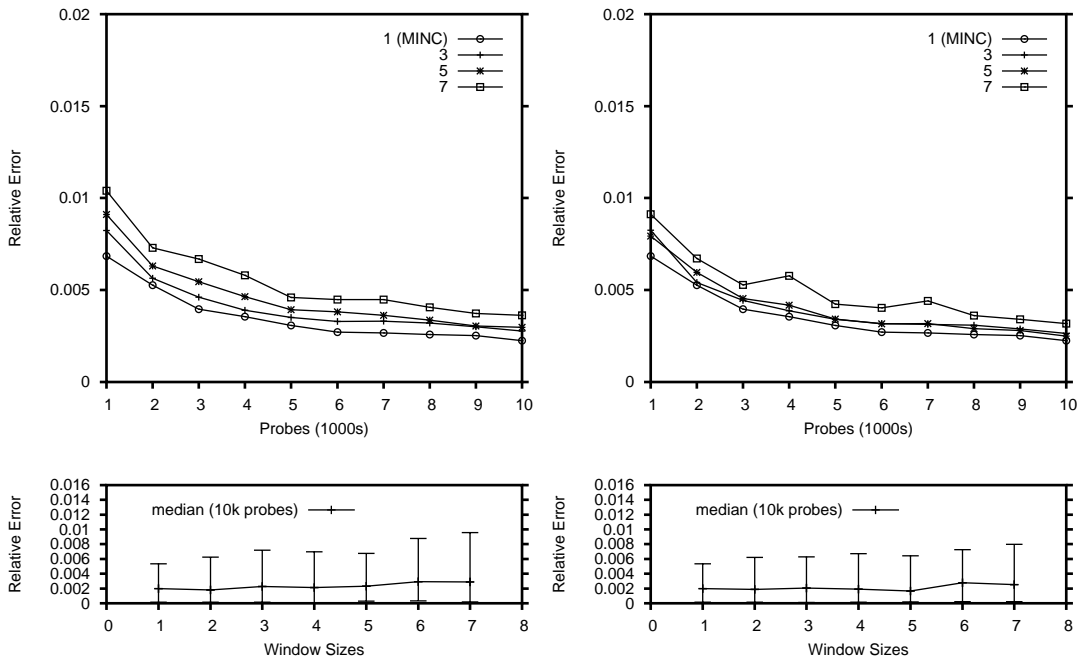 0.02
0.015
0.01
0.005
0
Relative Error
1 (MINC)
3
5
7
1 2 3 4 5 6 7 8 9 10
Probes (1000s)
0.02
0.015
0.01
0.005
0
Relative Error
1 (MINC)
3
5
7
1 2 3 4 5 6 7 8 9 10
Probes (1000s)
0.016
0.014
0.012
0.01
0.008
0.006
0.004
0.002
0
Relative Error
median (10k probes)
0 1 2 3 4 5 6 7 8
Window Sizes
0.016
0.014
0.012
0.01
0.008
0.006
0.004
0.002
0
Relative Error
median (10k probes)
0 1 2 3 4 5 6 7 8
Window Sizes